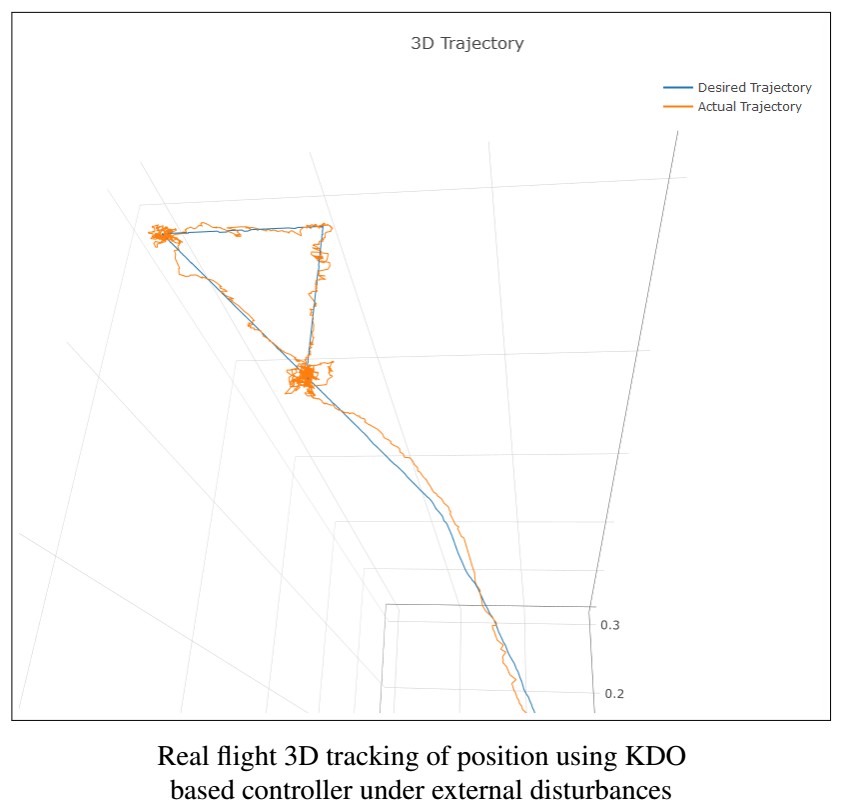 3D Trajectory
Desired Trajectory
Actual Trajectory
0.3
0.2
Real flight 3D tracking of position using KDO
based controller under external disturbances